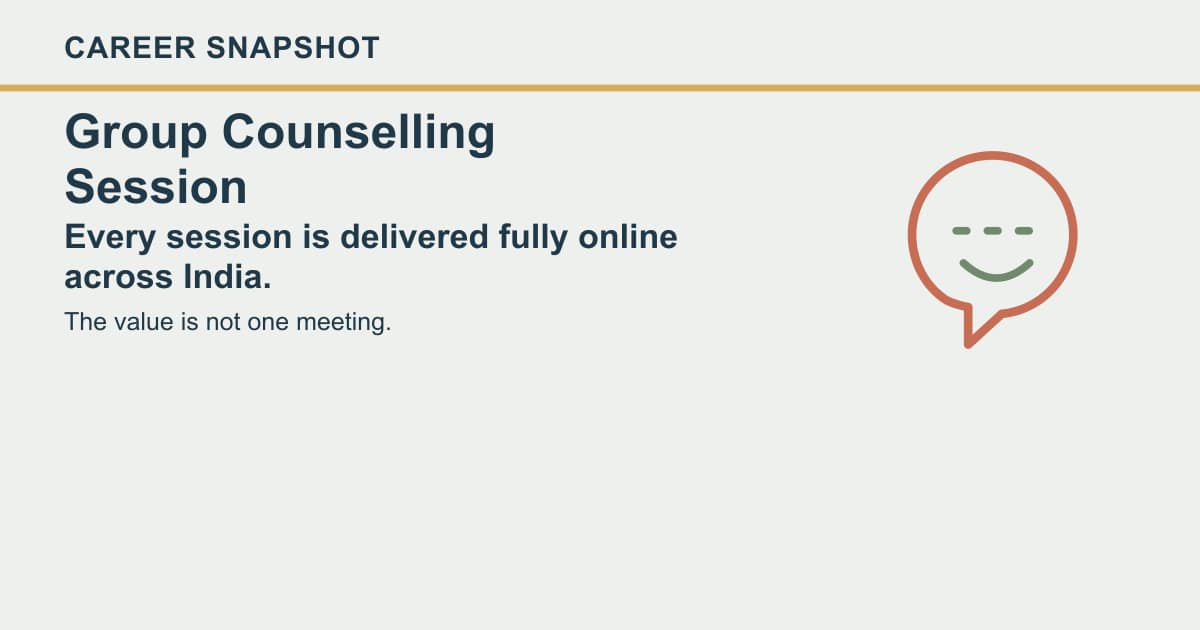 CAREER SNAPSHOT
Group Counselling
Session
Every session is delivered fully online
across India.
The value is not one meeting.